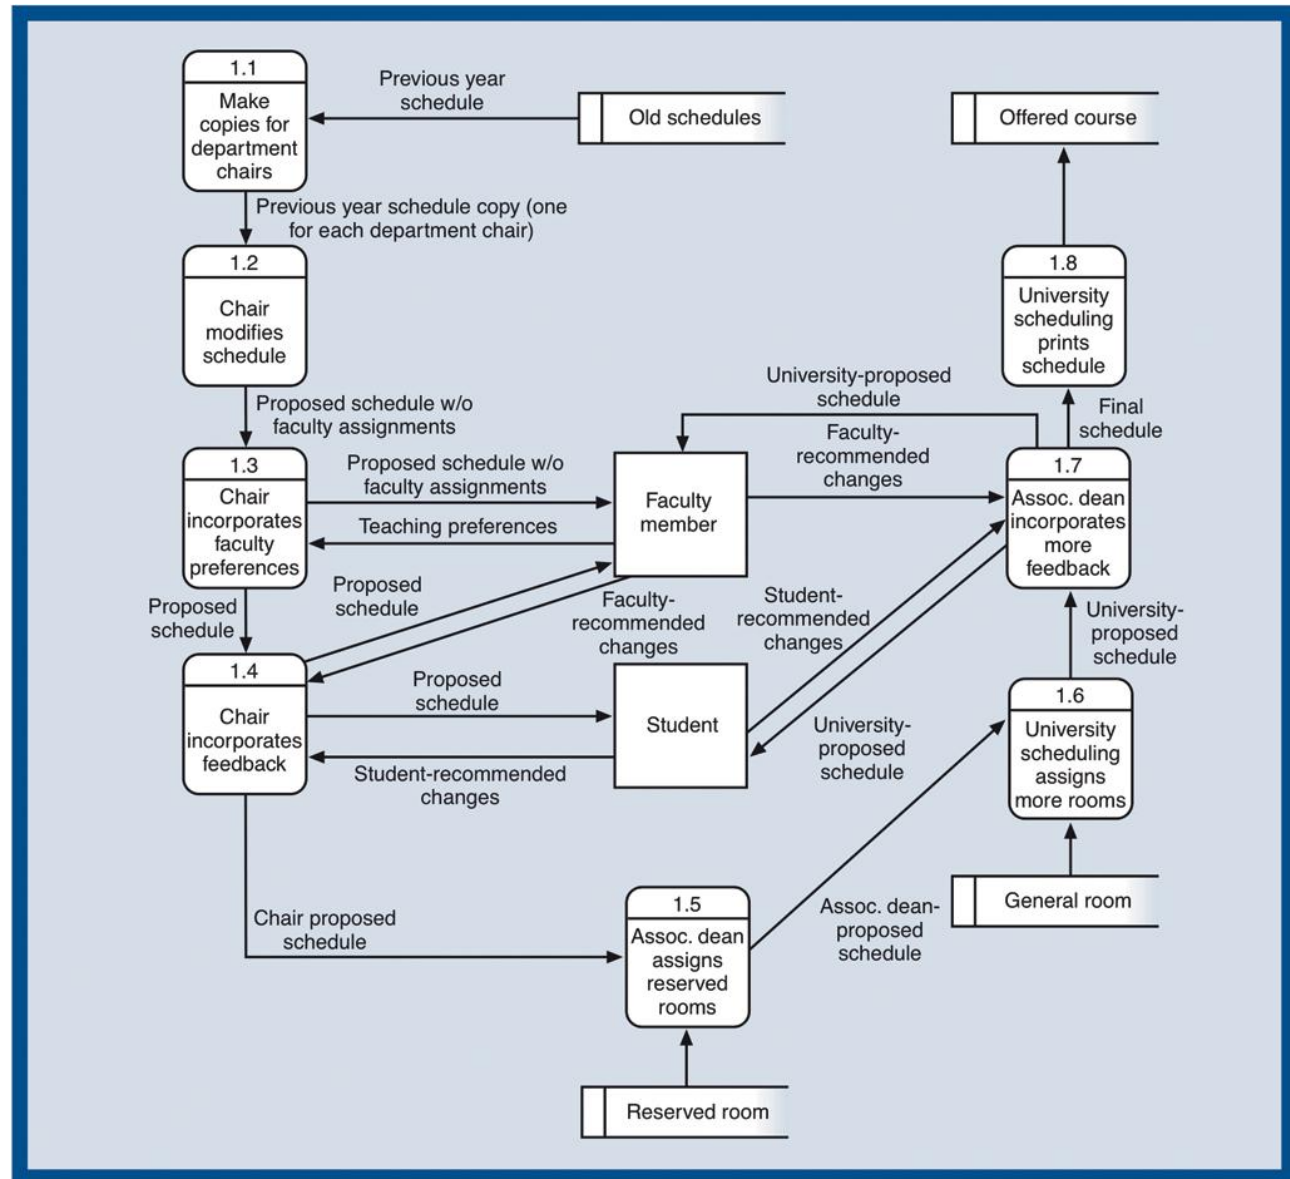 1.1
Make
copies for
department
chairs
Previous year
schedule
Old schedules
Offered course
Previous year schedule copy (one
for each department chair)
1.2
Chair
modifies
schedule
1.8
University
scheduling
prints
schedule
Proposed schedule w/o
faculty assignments
University-proposed
schedule
Final
schedule
1.3
Chair
incorporates
faculty
preferences
Proposed schedule w/o
faculty assignments
Teaching preferences
Faculty
member
Faculty-
recommended
changes
1.7
Assoc. dean
incorporates
more
feedback
Proposed
schedule
Proposed
schedule
Faculty-
recommended
changes
Student-
recommended
changes
University-
proposed
schedule
1.4
Chair
incorporates
feedback
Proposed
schedule
Student-recommended
changes
Student
University-
proposed
schedule
1.6
University
scheduling
assigns
more rooms
Chair proposed
schedule
1.5
Assoc. dean
assigns
reserved
rooms
Assoc. dean-
proposed
schedule
General room
Reserved room